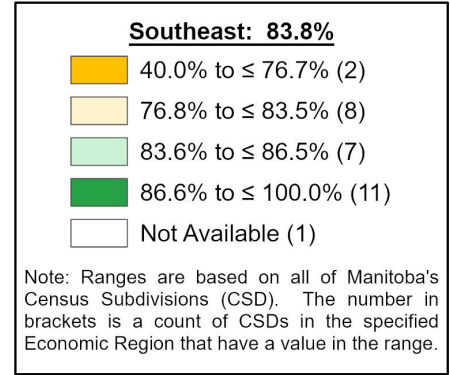 Southeast: 83.8%
40.0% to ≤ 76.7% (2)
76.8% to ≤ 83.5% (8)
83.6% to ≤ 86.5% (7)
86.6% to ≤ 100.0% (11)
Not Available (1)
Note: Ranges are based on all of Manitoba's
Census Subdivisions (CSD). The number in
brackets is a count of CSDs in the specified
Economic Region that have a value in the range.